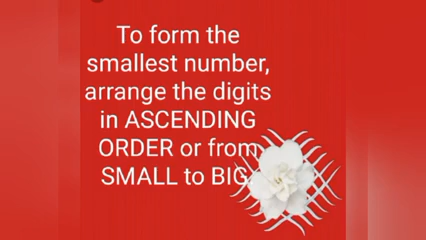 To form the
smallest number,
arrange the digits
in ASCENDING
ORDER or from
SMALL to BIG.